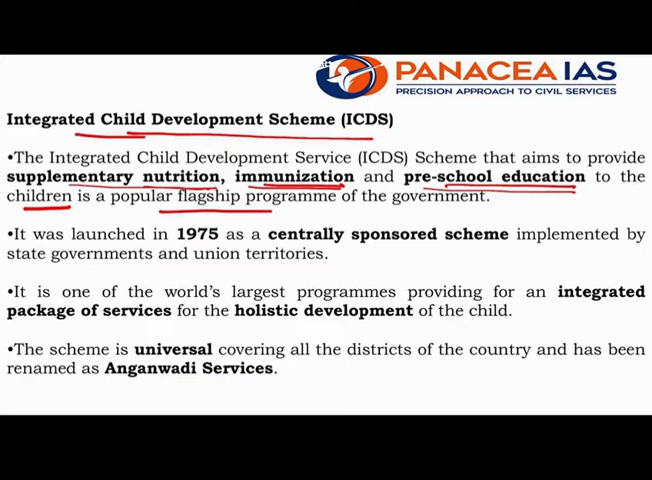 PANACEA IAS
PRECISION APPROACH TO CIVIL SERVICES
Integrated Child Development Scheme (ICDS)
•The Integrated Child Development Service (ICDS) Scheme that aims to provide
supplementary nutrition, immunization and pre-school education to the
children is a popular flagship programme of the government.
•It was launched in 1975 as a centrally sponsored scheme implemented by
state governments and union territories.
•It is one of the world's largest programmes providing for an integrated
package of services for the holistic development of the child.
•The scheme is universal covering all the districts of the country and has been
renamed as Anganwadi Services.